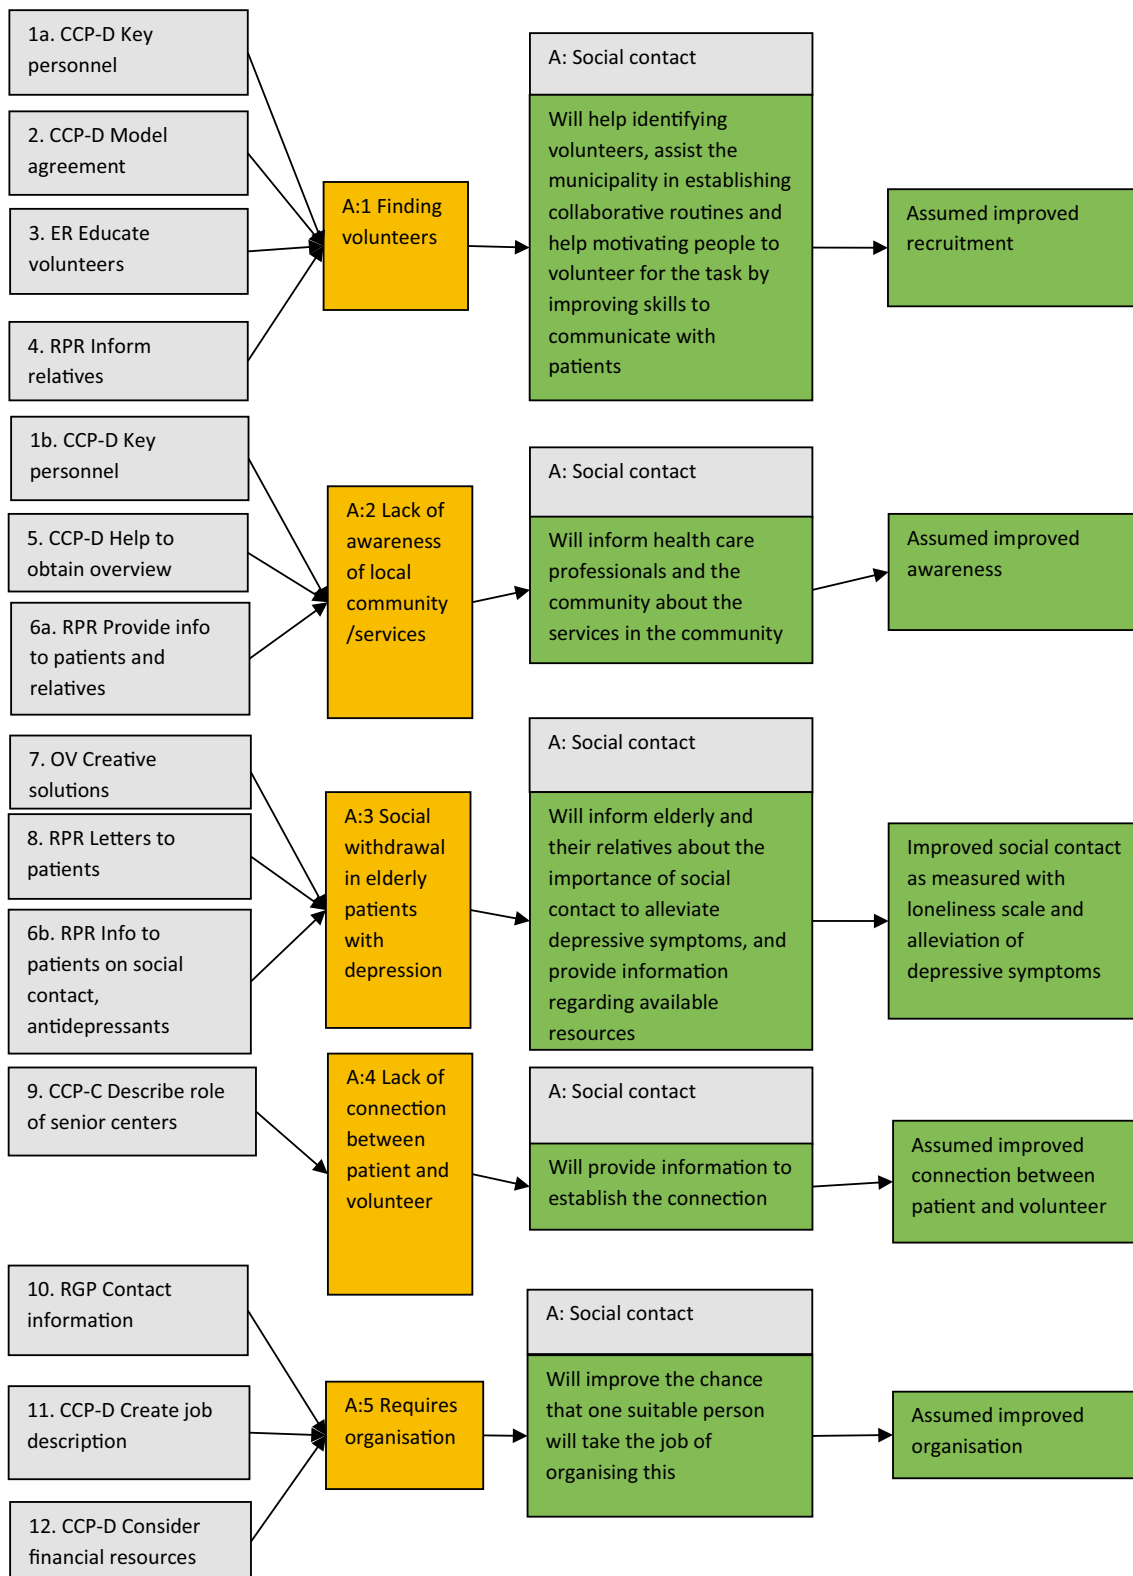 1a. CCP-D Key
personnel
2. CCP-D Model
agreement
3. ER Educate
volunteers
4. RPR Inform
relatives
A:1 Finding
volunteers
A: Social contact
Will help identifying
volunteers, assist the
municipality in establishing
collaborative routines and
help motivating people to
volunteer for the task by
improving skills to
communicate with
patients
Assumed improved
recruitment
1b. CCP-D Key
personnel
5. CCP-D Help to
obtain overview
6a. RPR Provide info
to patients and
relatives
A:2 Lack of
awareness
of local
community
/services
A: Social contact
Will inform health care
professionals and the
community about the
services in the community
Assumed improved
awareness
7. OV Creative
solutions
8. RPR Letters to
patients
6b. RPR Info to
patients on social
contact,
antidepressants
A:3 Social
withdrawal
in elderly
patients
with
depression
A: Social contact
Will inform elderly and
their relatives about the
importance of social
contact to alleviate
depressive symptoms, and
provide information
regarding available
resources
Improved social contact
as measured with
loneliness scale and
alleviation of
depressive symptoms
9. CCP-C Describe role
of senior centers
A:4 Lack of
connection
between
patient and
volunteer
A: Social contact
Will provide information to
establish the connection
Assumed improved
connection between
patient and volunteer
10. RGP Contact
information
11. CCP-D Create job
description
12. CCP-D Consider
financial resources
A:5 Requires
organisation
A: Social contact
Will improve the chance
that one suitable person
will take the job of
organising this
Assumed improved
organisation